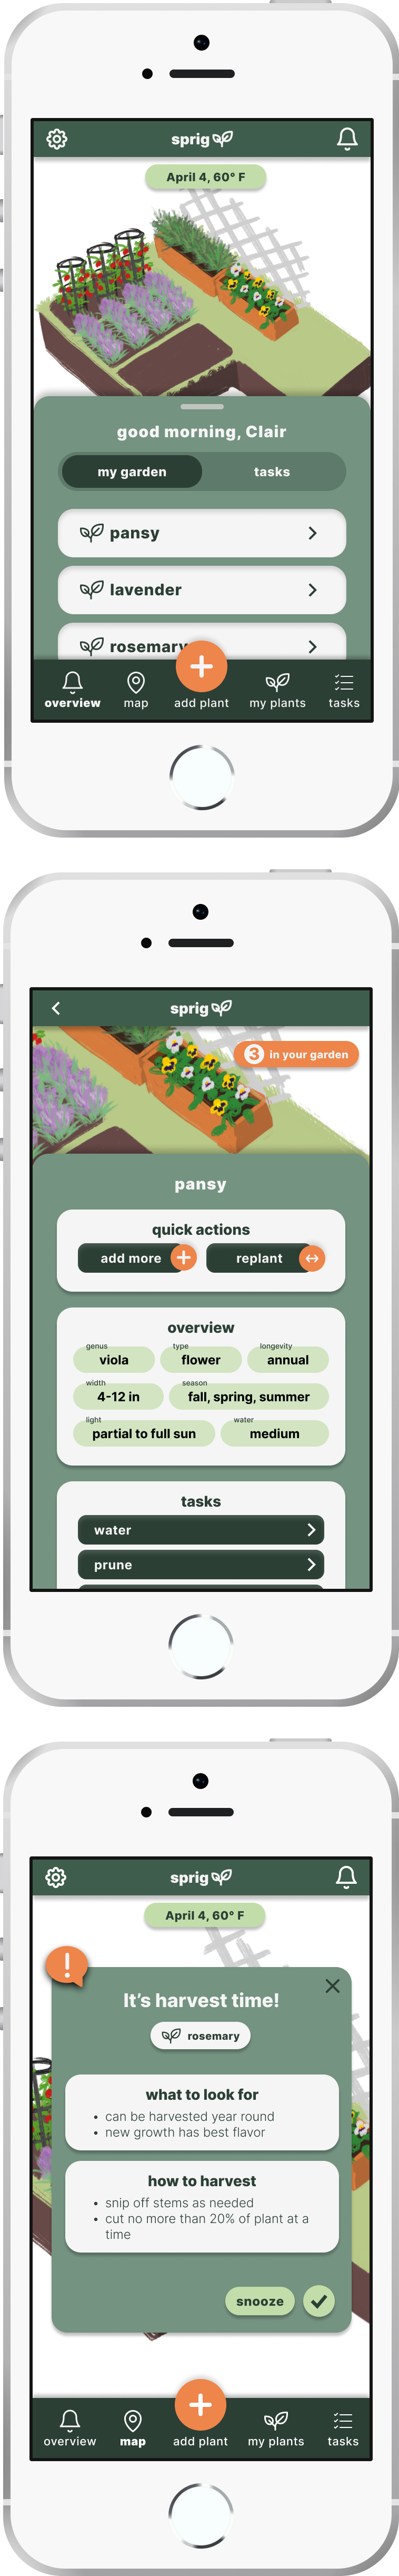 sprig
April 4, 60° F
good morning, Clair
my garden
tasks
pansy
lavender
rosemary
overview
map
add plant
my plants
tasks
sprig
3 in your garden
pansy
quick actions
add more
replant
overview
genus
type
longevity
viola
flower
annual
width
season
4-12 in
fall, spring, summer
light
water
partial to full sun
medium
tasks
water
prune
sprig
April 4, 60° F
!
It's harvest time!
rosemary
what to look for
• can be harvested year round
• new growth has best flavor
how to harvest
• snip off stems as needed
• cut no more than 20% of plant at a
time
snooze
overview
map
add plant
my plants
tasks